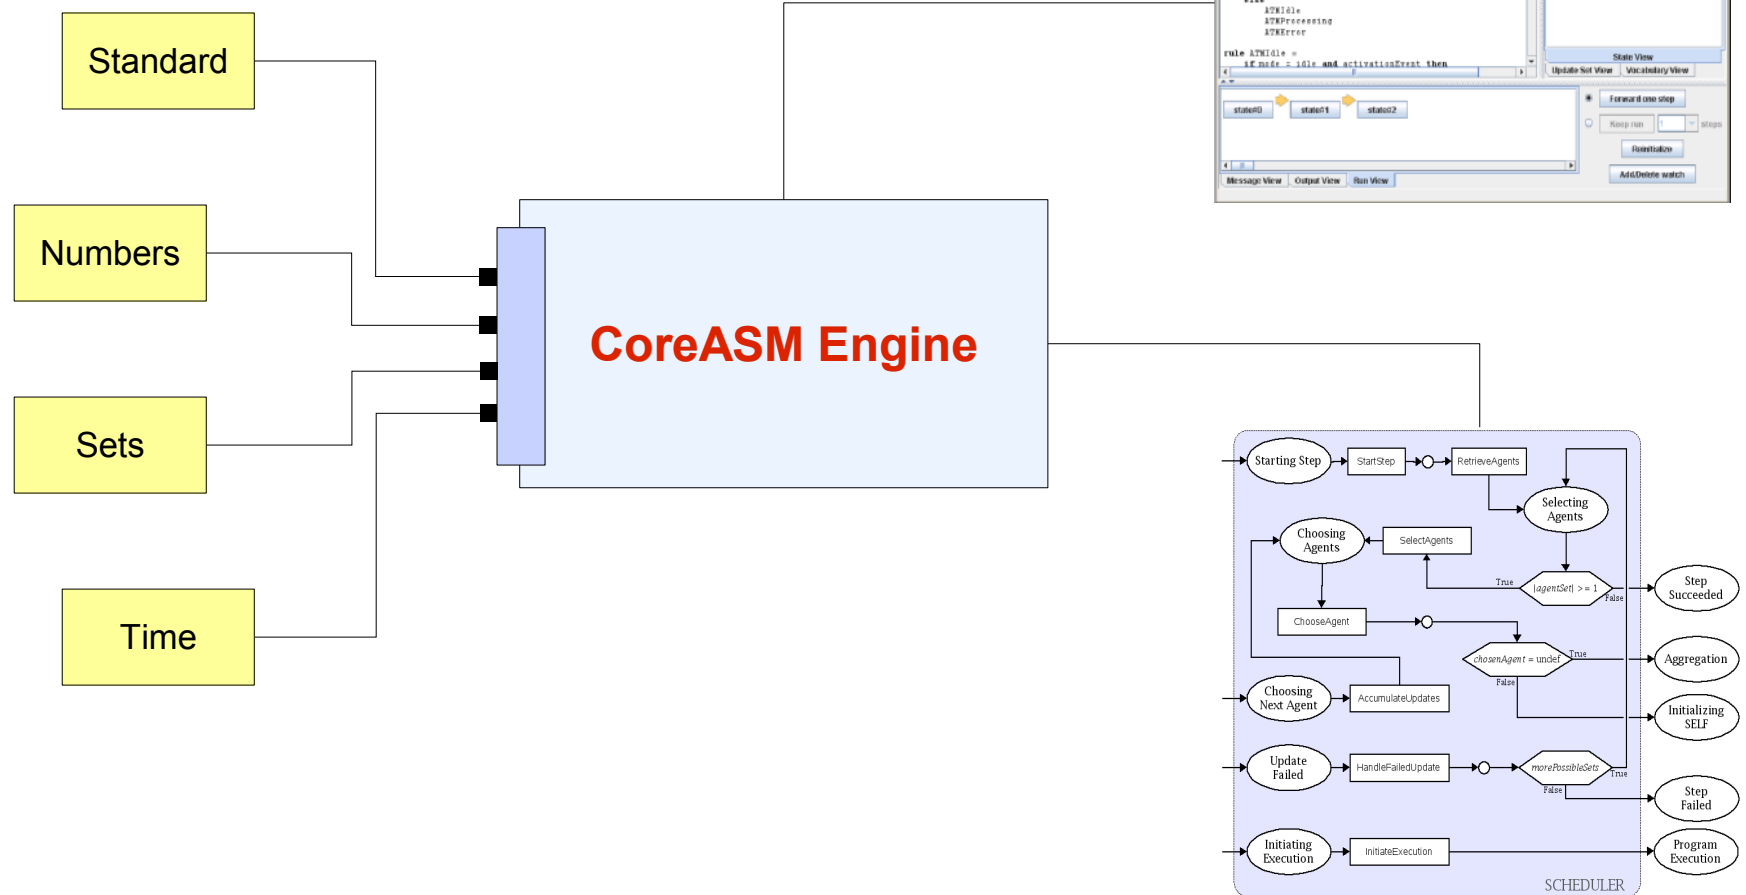 else
ATMIdle
ATMProcessing
ATMError
rule ATMIdle =
if mode = idle and activationEvent then
State View
Update Set View Vocabulary View
state#0 state#1 state#2
Forward one step
Keep run 1 steps
Reinitialize
Add/Delete watch
Message View Output View Run View
Standard
Numbers
Sets
Time
CoreASM Engine
Starting Step
StartStep
RetrieveAgents
Selecting
Agents
Choosing
Agents
SelectAgents
True
|agentSet| >= 1
False
Step
Succeeded
ChooseAgent
chosenAgent = undef
True
False
Aggregation
Choosing
Next Agent
AccumulateUpdates
Initializing
SELF
Update
Failed
HandleFailedUpdate
morePossibleSets
True
False
Step
Failed
Initiating
Execution
InitiateExecution
Program
Execution
SCHEDULER